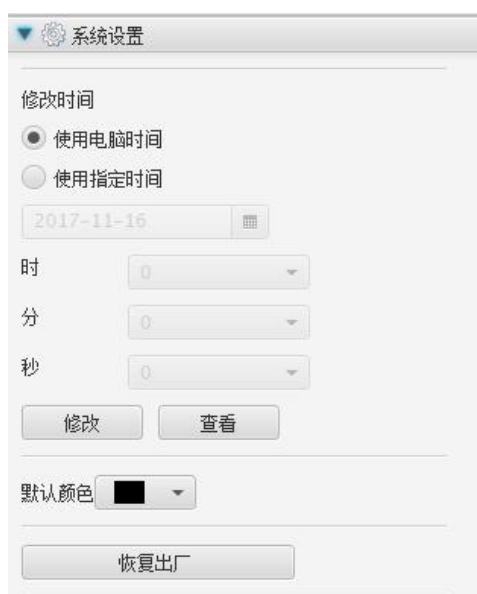 系统设置
修改时间
使用电脑时间
使用指定时间
2017-11-16
时 0
分 0
秒 0
修改 查看
默认颜色
恢复出厂